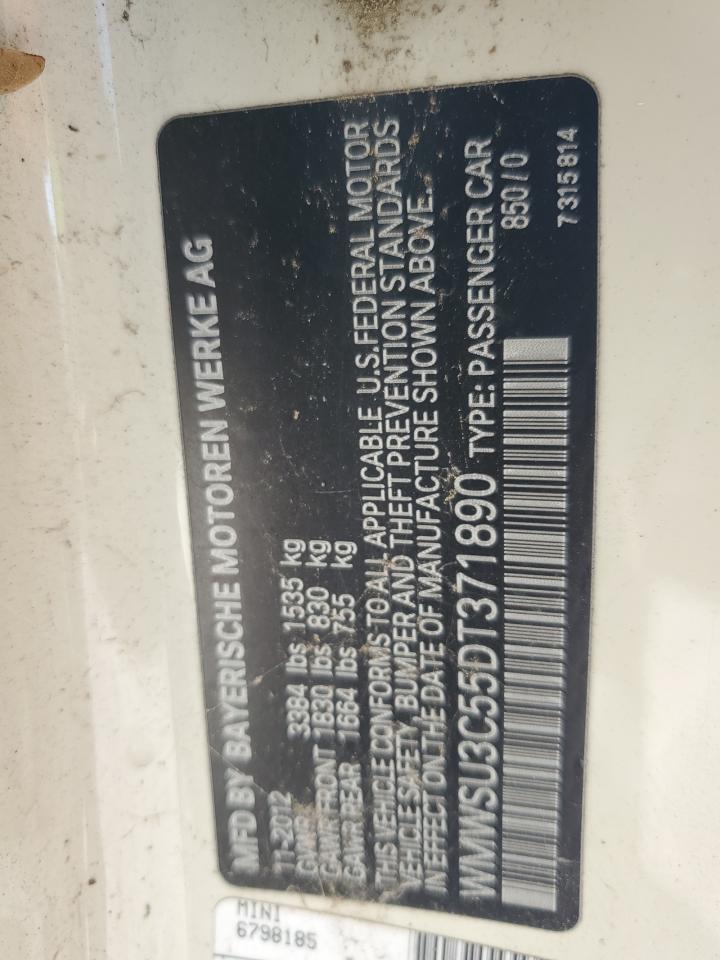 MFD BY BAYERISCHE MOTOREN WERKE AG
11-2012
GVWR 3384 lbs 1535 kg
GAWR FRONT 1830 lbs 830 kg
GAWR REAR 1664 lbs 755 kg
THIS VEHICLE CONFORMS TO ALL APPLICABLE U.S.FEDERAL MOTOR
VEHICLE SAFETY, BUMPER AND THEFT PREVENTION STANDARDS
IN EFFECT ON THE DATE OF MANUFACTURE SHOWN ABOVE.
WMWSU3C55DT371890 TYPE: PASSENGER CAR
850 / 0
7 315 814
MINI
6798185